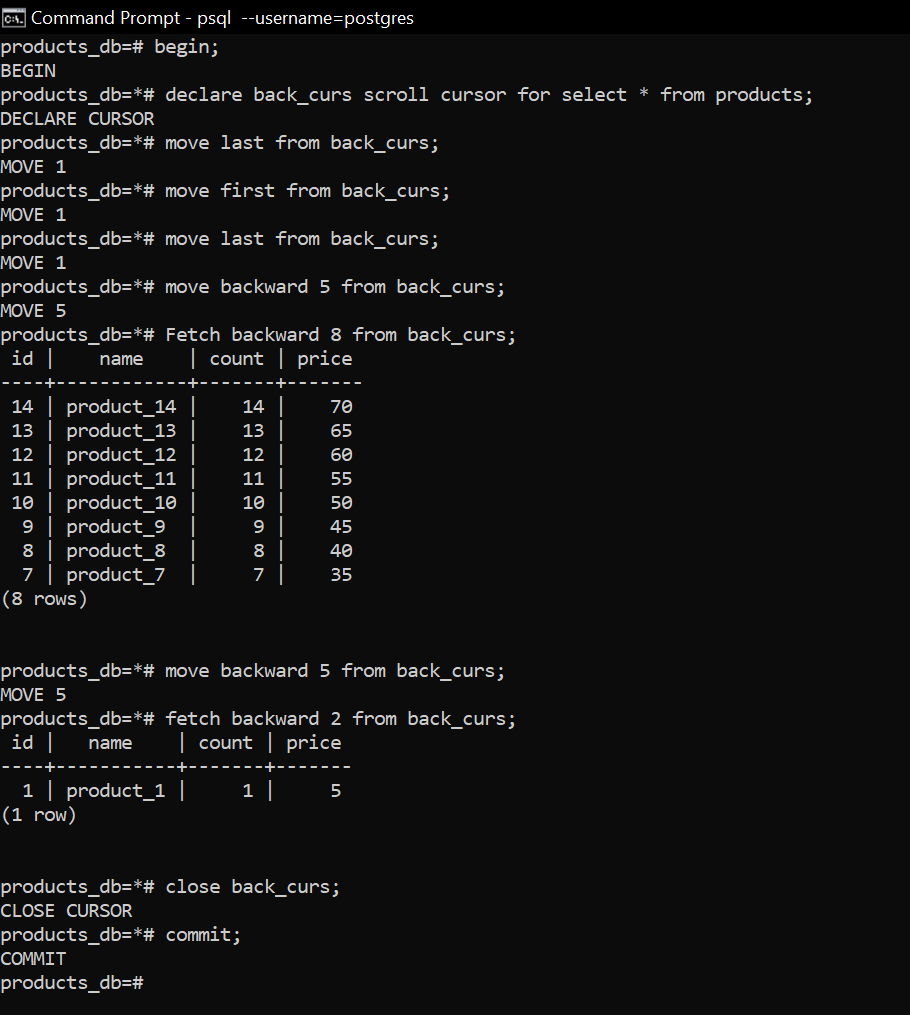 Command Prompt - psql  --username=postgres
products_db=# begin;
BEGIN
products_db=*# declare back_curs scroll cursor for select * from products;
DECLARE CURSOR
products_db=*# move last from back_curs;
MOVE 1
products_db=*# move first from back_curs;
MOVE 1
products_db=*# move last from back_curs;
MOVE 1
products_db=*# move backward 5 from back_curs;
MOVE 5
products_db=*# Fetch backward 8 from back_curs;
 id |    name    | count | price
----+------------+-------+-------
 14 | product_14 |    14 |    70
 13 | product_13 |    13 |    65
 12 | product_12 |    12 |    60
 11 | product_11 |    11 |    55
 10 | product_10 |    10 |    50
  9 | product_9  |     9 |    45
  8 | product_8  |     8 |    40
  7 | product_7  |     7 |    35
(8 rows)
products_db=*# move backward 5 from back_curs;
MOVE 5
products_db=*# fetch backward 2 from back_curs;
 id |   name    | count | price
----+-----------+-------+-------
  1 | product_1 |     1 |     5
(1 row)
products_db=*# close back_curs;
CLOSE CURSOR
products_db=*# commit;
COMMIT
products_db=#